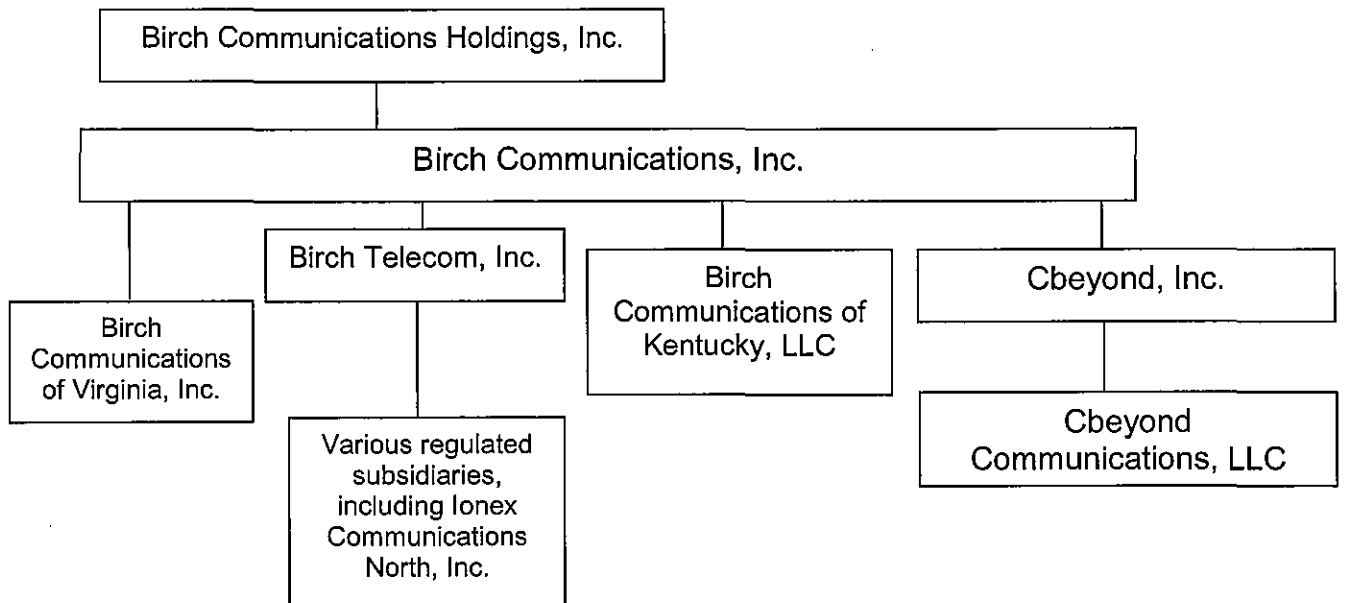 Birch Communications Holdings, Inc.
Birch Communications, Inc.
Birch
Communications
of Virginia, Inc.
Birch Telecom, Inc.
Various regulated
subsidiaries,
including Ionex
Communications
North, Inc.
Birch
Communications of
Kentucky, LLC
Cbeyond, Inc.
Cbeyond
Communications, LLC